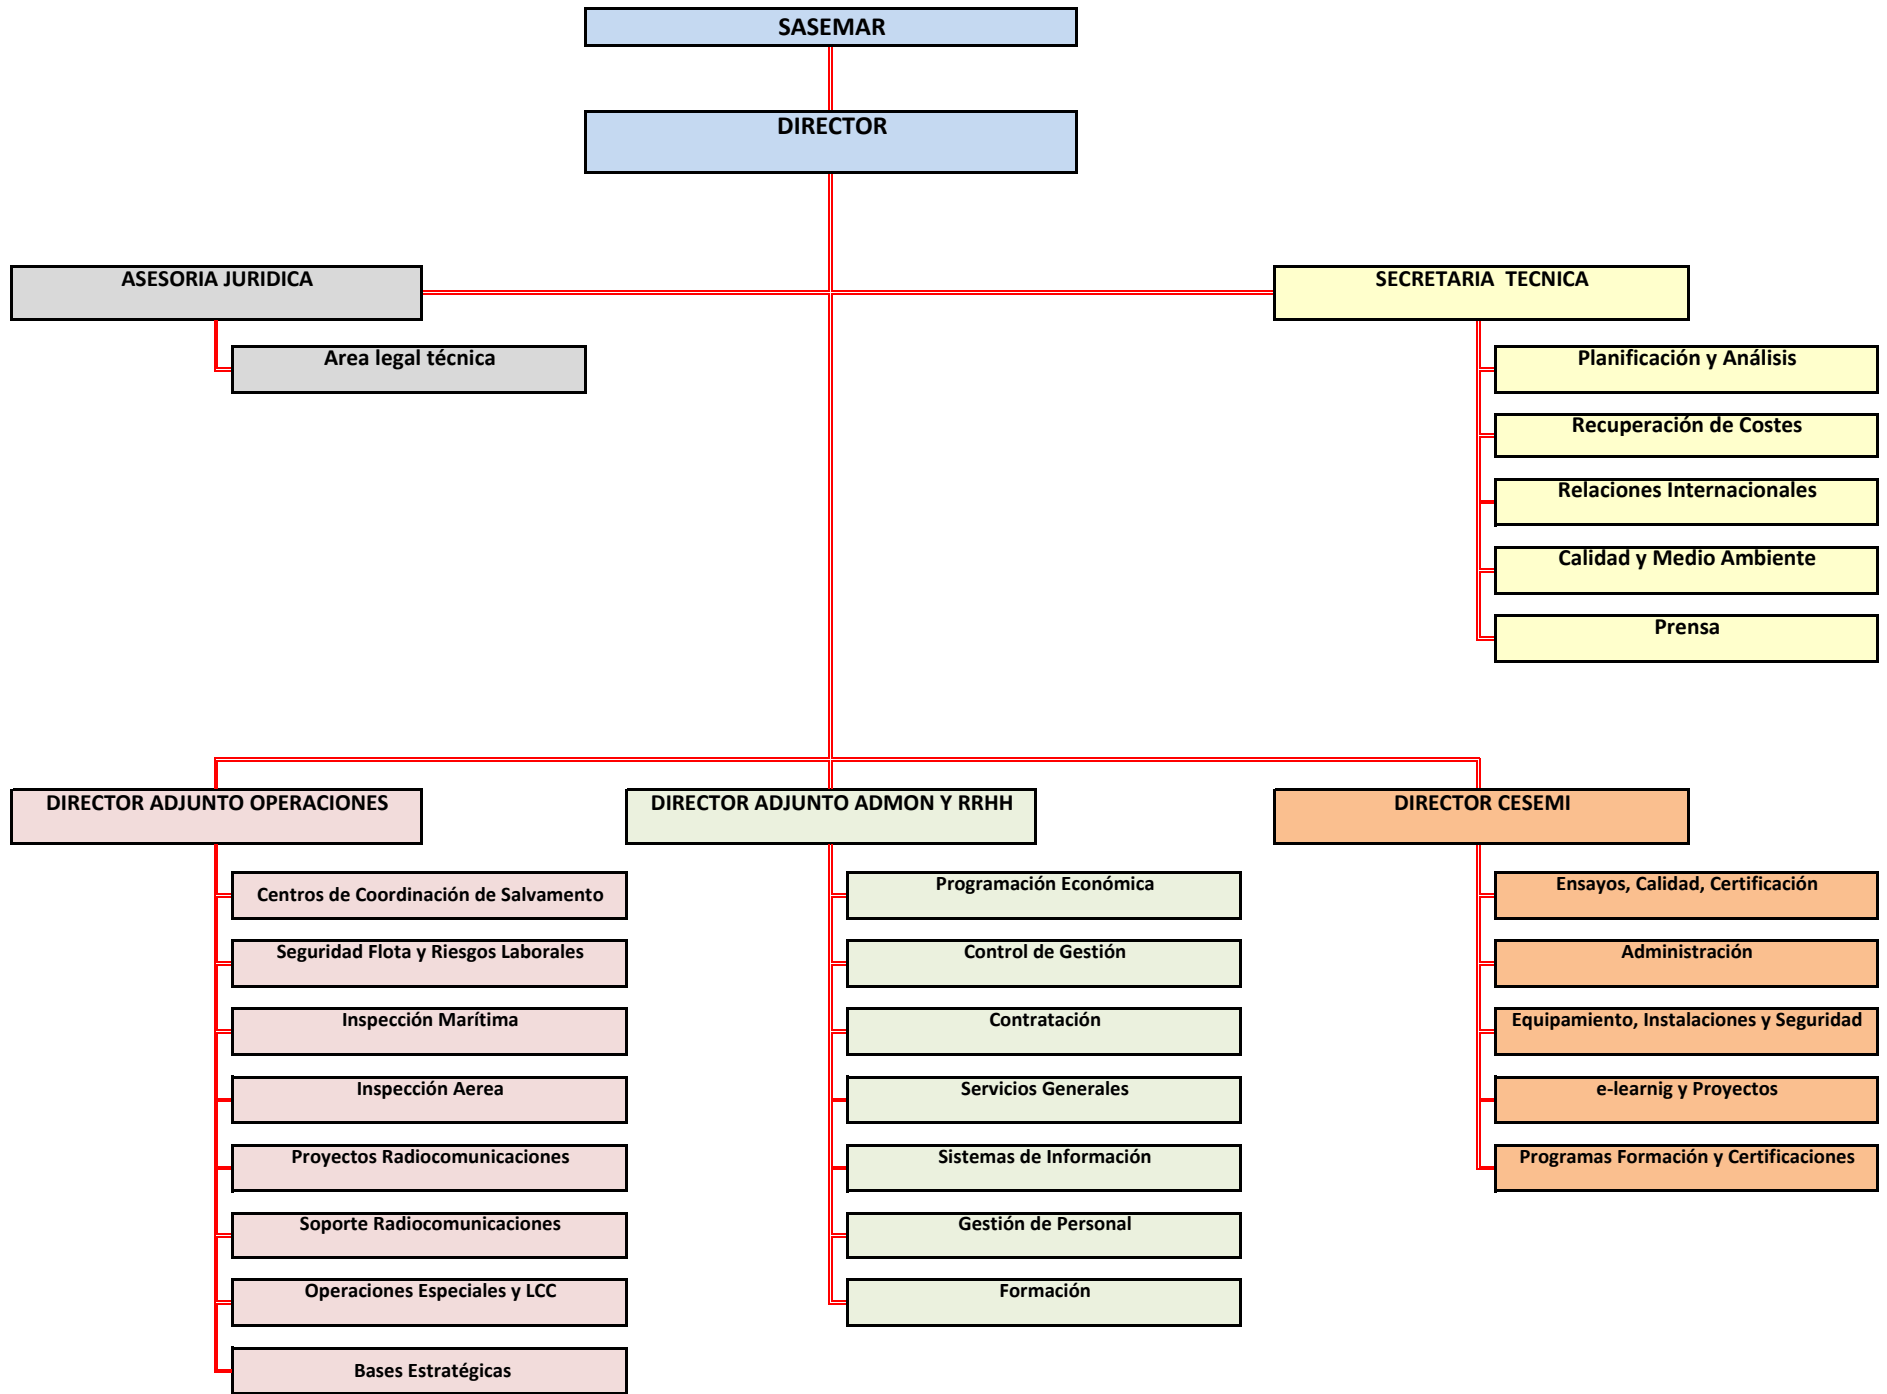 SASEMAR
DIRECTOR
ASESORIA JURIDICA
Area legal técnica
SECRETARIA TECNICA
Planificación y Análisis
Recuperación de Costes
Relaciones Internacionales
Calidad y Medio Ambiente
Prensa
DIRECTOR ADJUNTO OPERACIONES
Centros de Coordinación de Salvamento
Seguridad Flota y Riesgos Laborales
Inspección Marítima
Inspección Aerea
Proyectos Radiocomunicaciones
Soporte Radiocomunicaciones
Operaciones Especiales y LCC
Bases Estratégicas
DIRECTOR ADJUNTO ADMON Y RRHH
Programación Económica
Control de Gestión
Contratación
Servicios Generales
Sistemas de Información
Gestión de Personal
Formación
DIRECTOR CESEMI
Ensayos, Calidad, Certificación
Administración
Equipamiento, Instalaciones y Seguridad
e-learnig y Proyectos
Programas Formación y Certificaciones